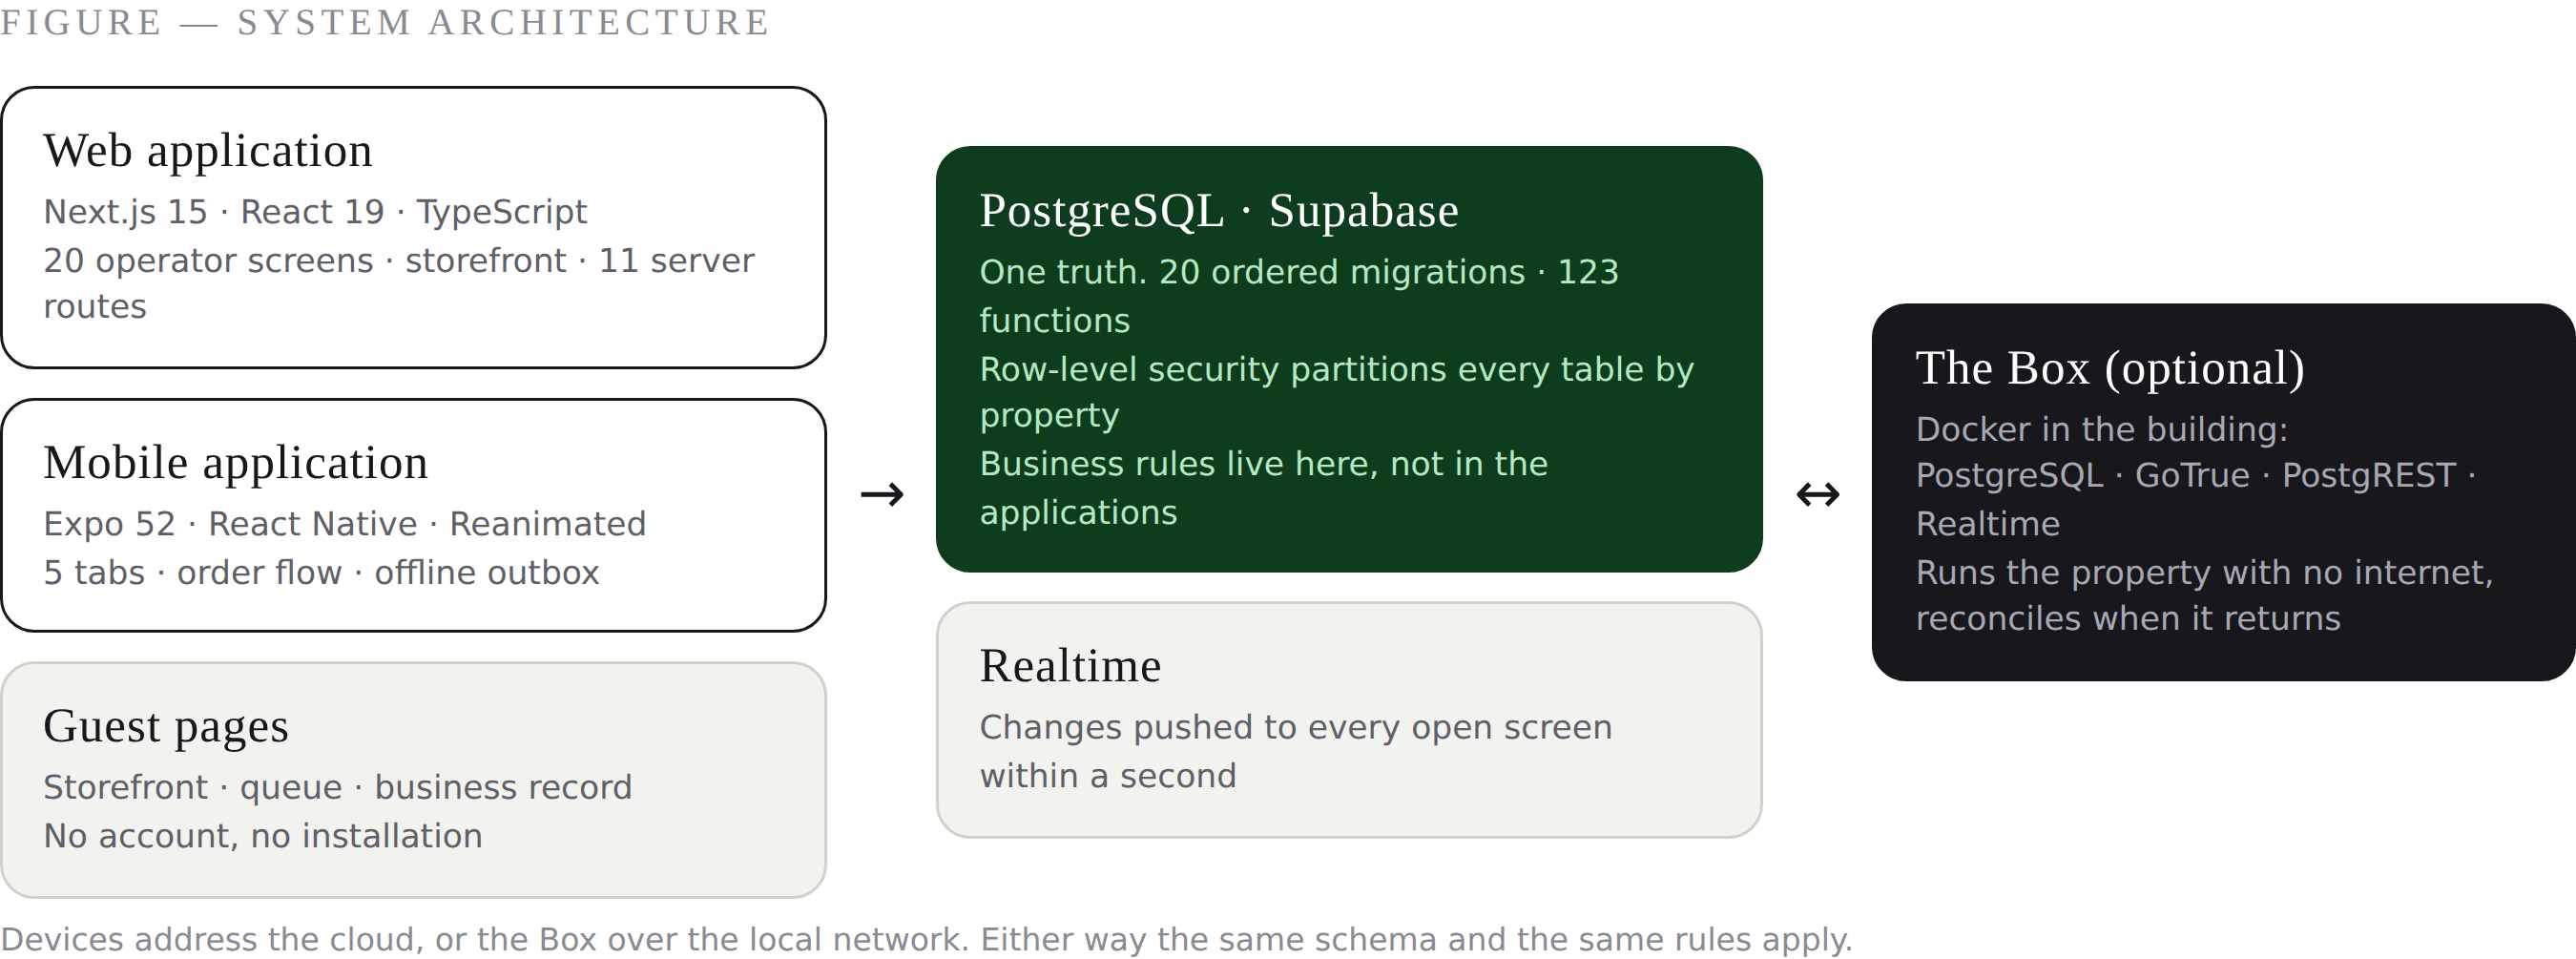 FIGURE — SYSTEM ARCHITECTURE
Web application
Next.js 15 · React 19 · TypeScript
20 operator screens · storefront · 11 server
routes
Mobile application
Expo 52 · React Native · Reanimated
5 tabs · order flow · offline outbox
Guest pages
Storefront · queue · business record
No account, no installation
→
PostgreSQL · Supabase
One truth. 20 ordered migrations · 123
functions
Row-level security partitions every table by
property
Business rules live here, not in the
applications
Realtime
Changes pushed to every open screen
within a second
↔
The Box (optional)
Docker in the building:
PostgreSQL · GoTrue · PostgREST ·
Realtime
Runs the property with no internet,
reconciles when it returns
Devices address the cloud, or the Box over the local network. Either way the same schema and the same rules apply.